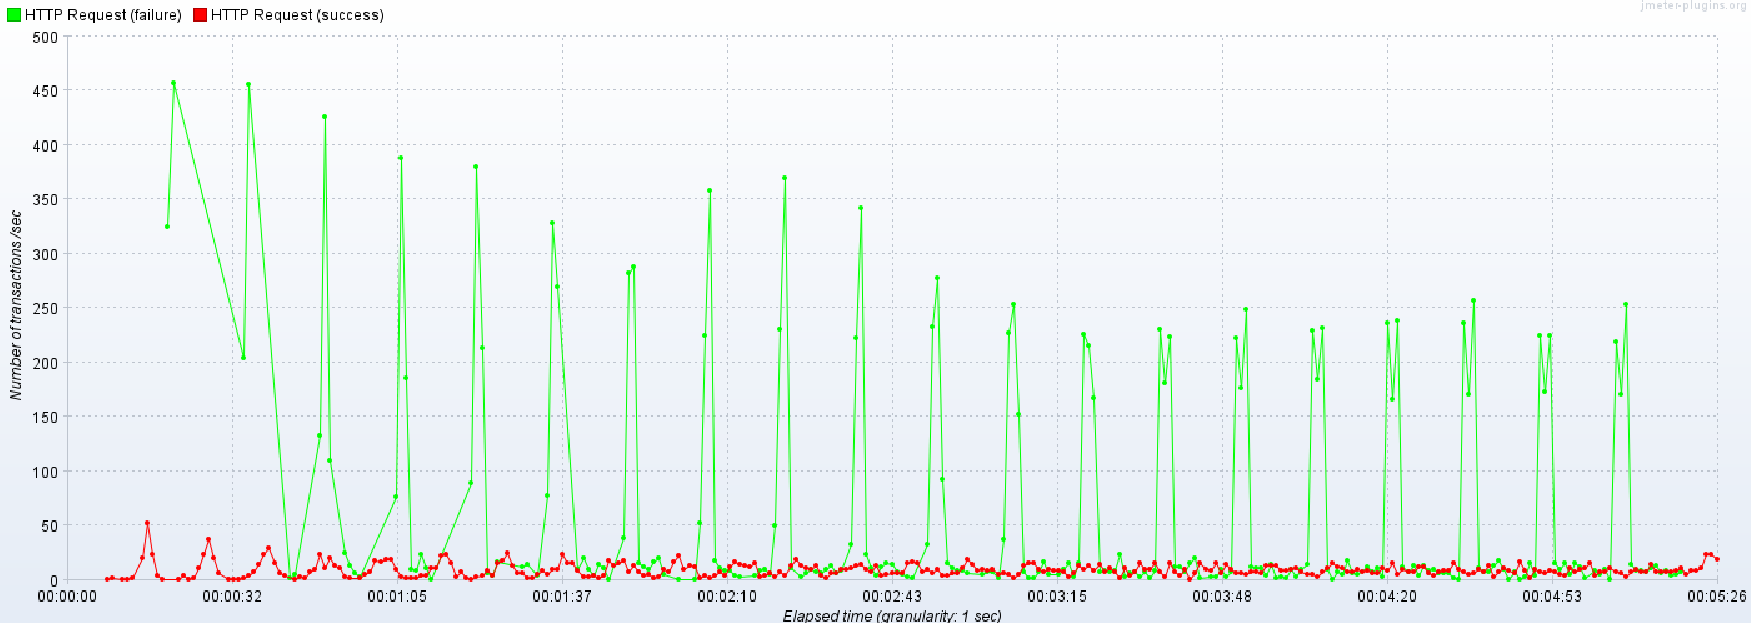 jmeter-plugins.org
HTTP Request (failure) HTTP Request (success)
500
450
400
350
300
250
200
150
100
50
0
Number of transactions /sec
00:00:00 00:00:32 00:01:05 00:01:37 00:02:10 00:02:43 00:03:15 00:03:48 00:04:20 00:04:53 00:05:26
Elapsed time (granularity: 1 sec)